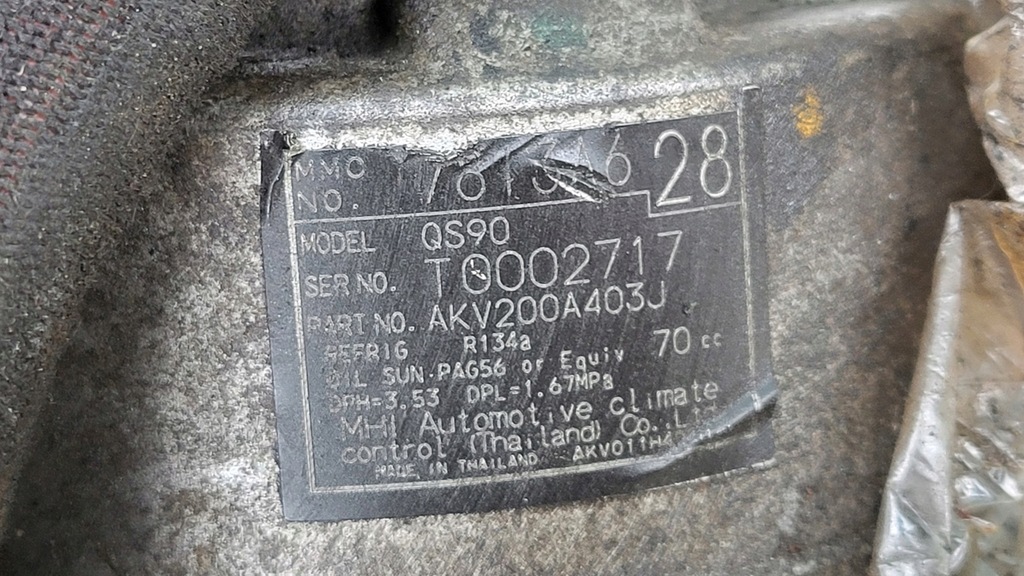 MMC NO. 28
MODEL QS90
SER NO. T0002717
PART NO. AKV200A403J
REFRIG R134a
OIL SUN.PAG56 or Equiv 70 cc
DPH=3.53 DPL=1.67MPa
MHI Automotive climate
control (Thailand) Co.,Ltd
MADE IN THAILAND